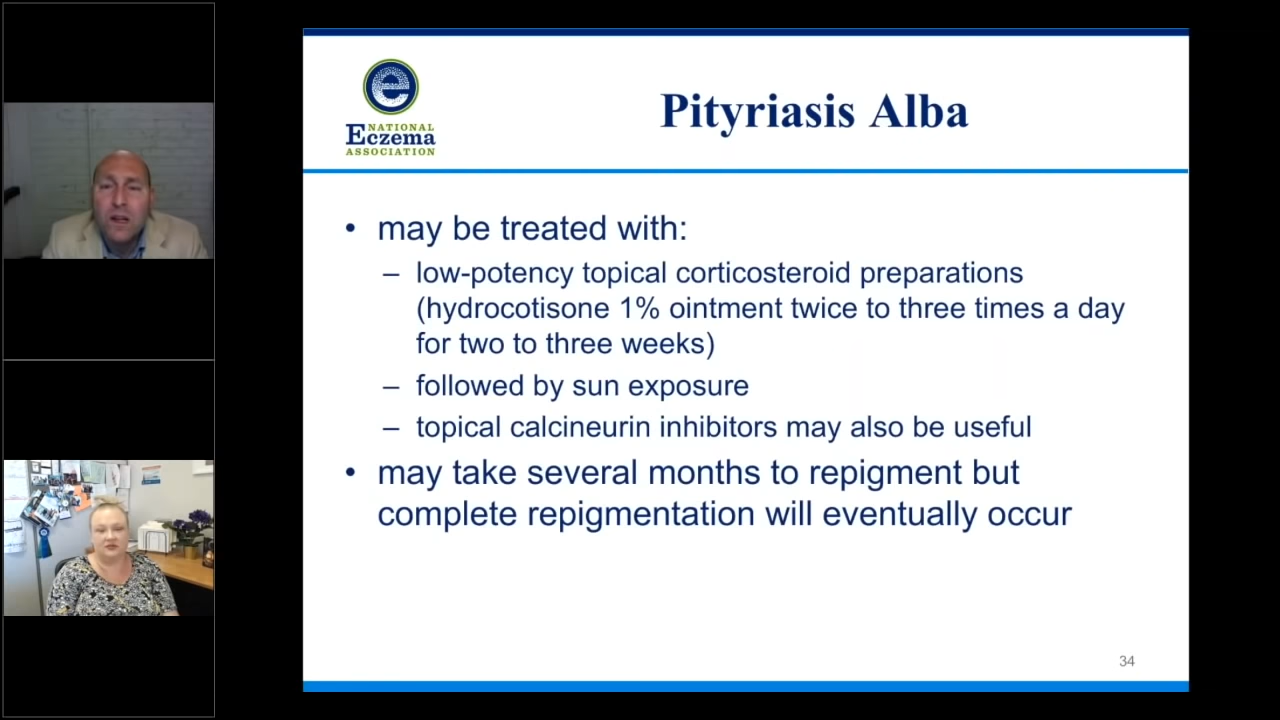 NATIONAL
Eczema
ASSOCIATION
Pityriasis Alba
• may be treated with:
– low-potency topical corticosteroid preparations
(hydrocotisone 1% ointment twice to three times a day
for two to three weeks)
– followed by sun exposure
– topical calcineurin inhibitors may also be useful
• may take several months to repigment but
complete repigmentation will eventually occur
34